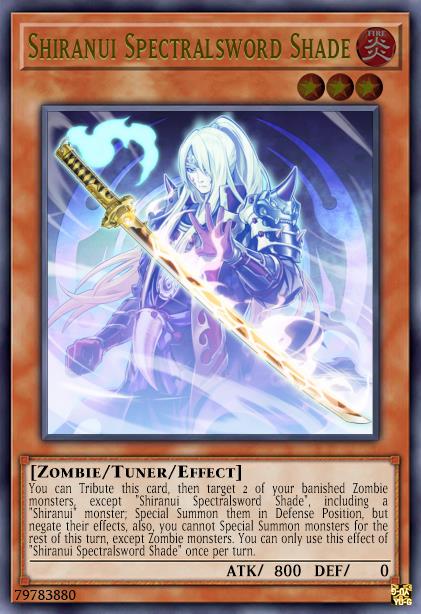 SHIRANUI SPECTRALSWORD SHADE
FIRE
炎
[ZOMBIE/TUNER/EFFECT]
You can Tribute this card, then target 2 of your banished Zombie
monsters, except "Shiranui Spectralsword Shade", including a
"Shiranui" monster; Special Summon them in Defense Position, but
negate their effects, also, you cannot Special Summon monsters for the
rest of this turn, except Zombie monsters. You can only use this effect of
"Shiranui Spectralsword Shade" once per turn.
ATK/ 800 DEF/ 0
79783880